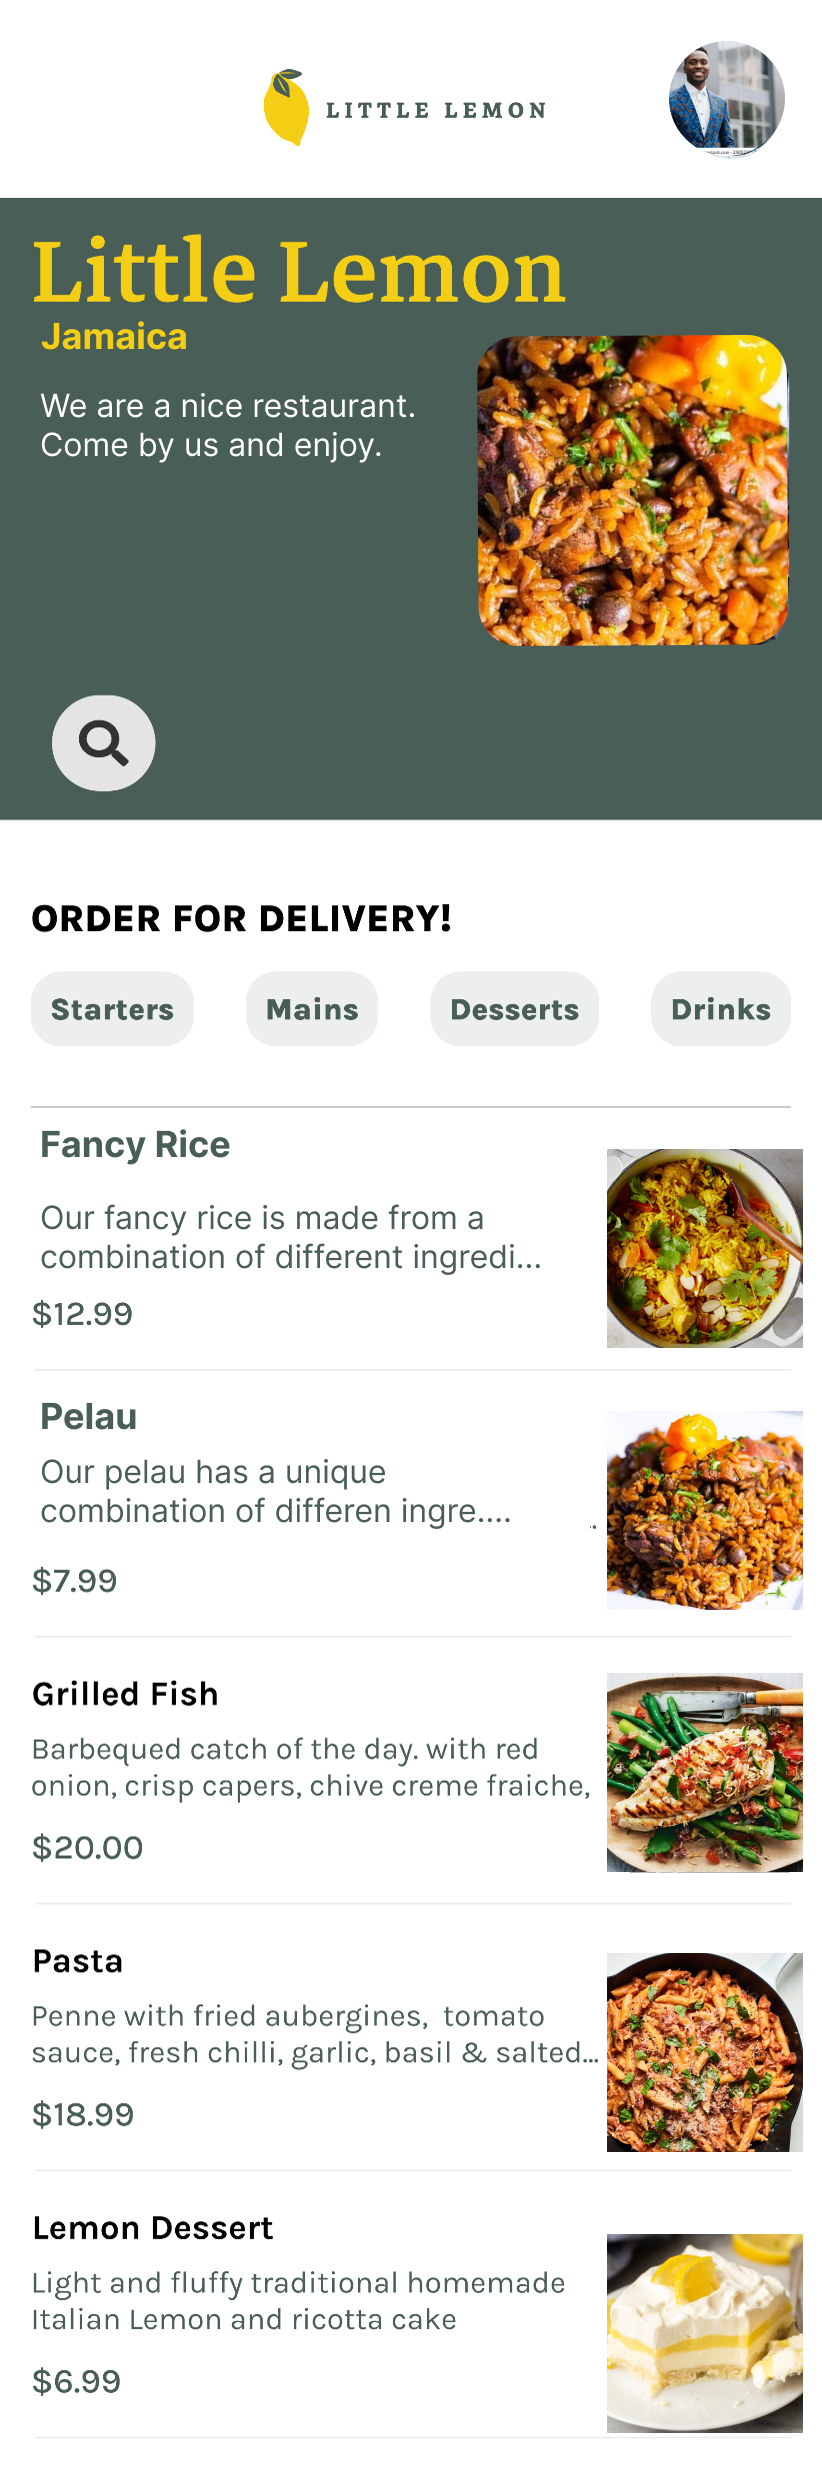 LITTLE LEMON
Little Lemon
Jamaica
We are a nice restaurant.
Come by us and enjoy.
ORDER FOR DELIVERY!
Starters
Mains
Desserts
Drinks
Fancy Rice
Our fancy rice is made from a
combination of different ingredi...
$12.99
Pelau
Our pelau has a unique
combination of differen ingre....
$7.99
Grilled Fish
Barbequed catch of the day. with red
onion, crisp capers, chive creme fraiche,
$20.00
Pasta
Penne with fried aubergines, tomato
sauce, fresh chilli, garlic, basil & salted...
$18.99
Lemon Dessert
Light and fluffy traditional homemade
Italian Lemon and ricotta cake
$6.99